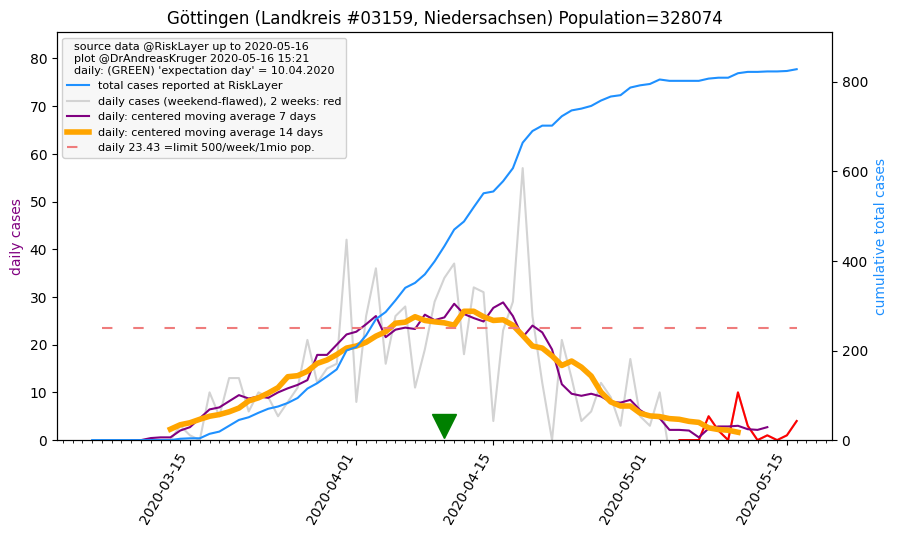 Göttingen (Landkreis #03159, Niedersachsen) Population=328074
source data @RiskLayer up to 2020-05-16
plot @DrAndreasKruger 2020-05-16 15:21
daily: (GREEN) 'expectation day' = 10.04.2020
total cases reported at RiskLayer
daily cases (weekend-flawed), 2 weeks: red
daily: centered moving average 7 days
daily: centered moving average 14 days
daily 23.43 =limit 500/week/1mio pop.
daily cases
80
70
60
50
40
30
20
10
0
800
600
400
200
0
cumulative total cases
2020-03-15
2020-04-01
2020-04-15
2020-05-01
2020-05-15